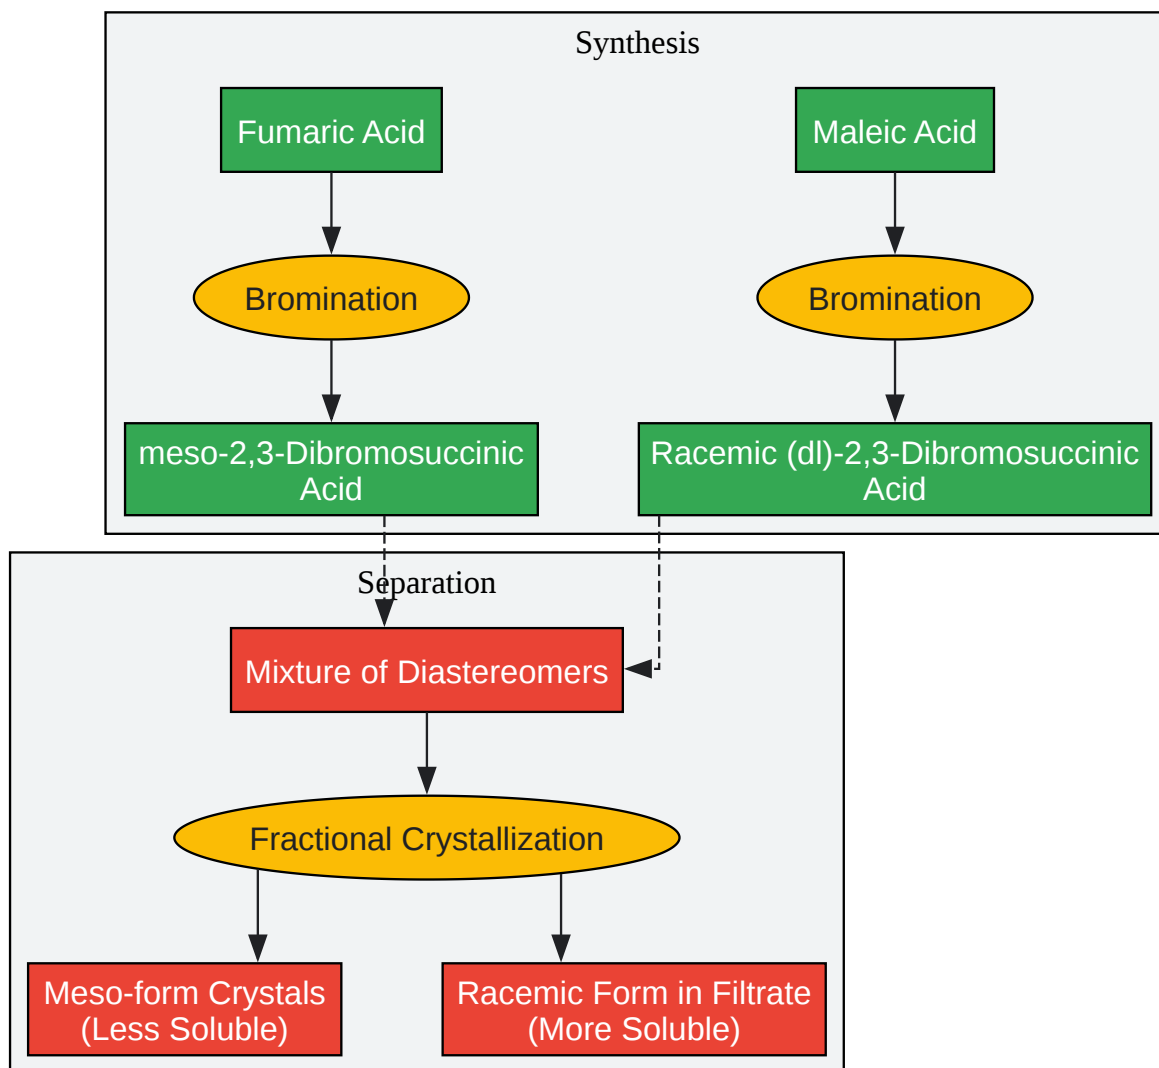 Synthesis
Fumaric Acid
Maleic Acid
Bromination
Bromination
meso-2,3-Dibromosuccinic
Acid
Racemic (dl)-2,3-Dibromosuccinic
Acid
Separation
Mixture of Diastereomers
Fractional Crystallization
Meso-form Crystals
(Less Soluble)
Racemic Form in Filtrate
(More Soluble)